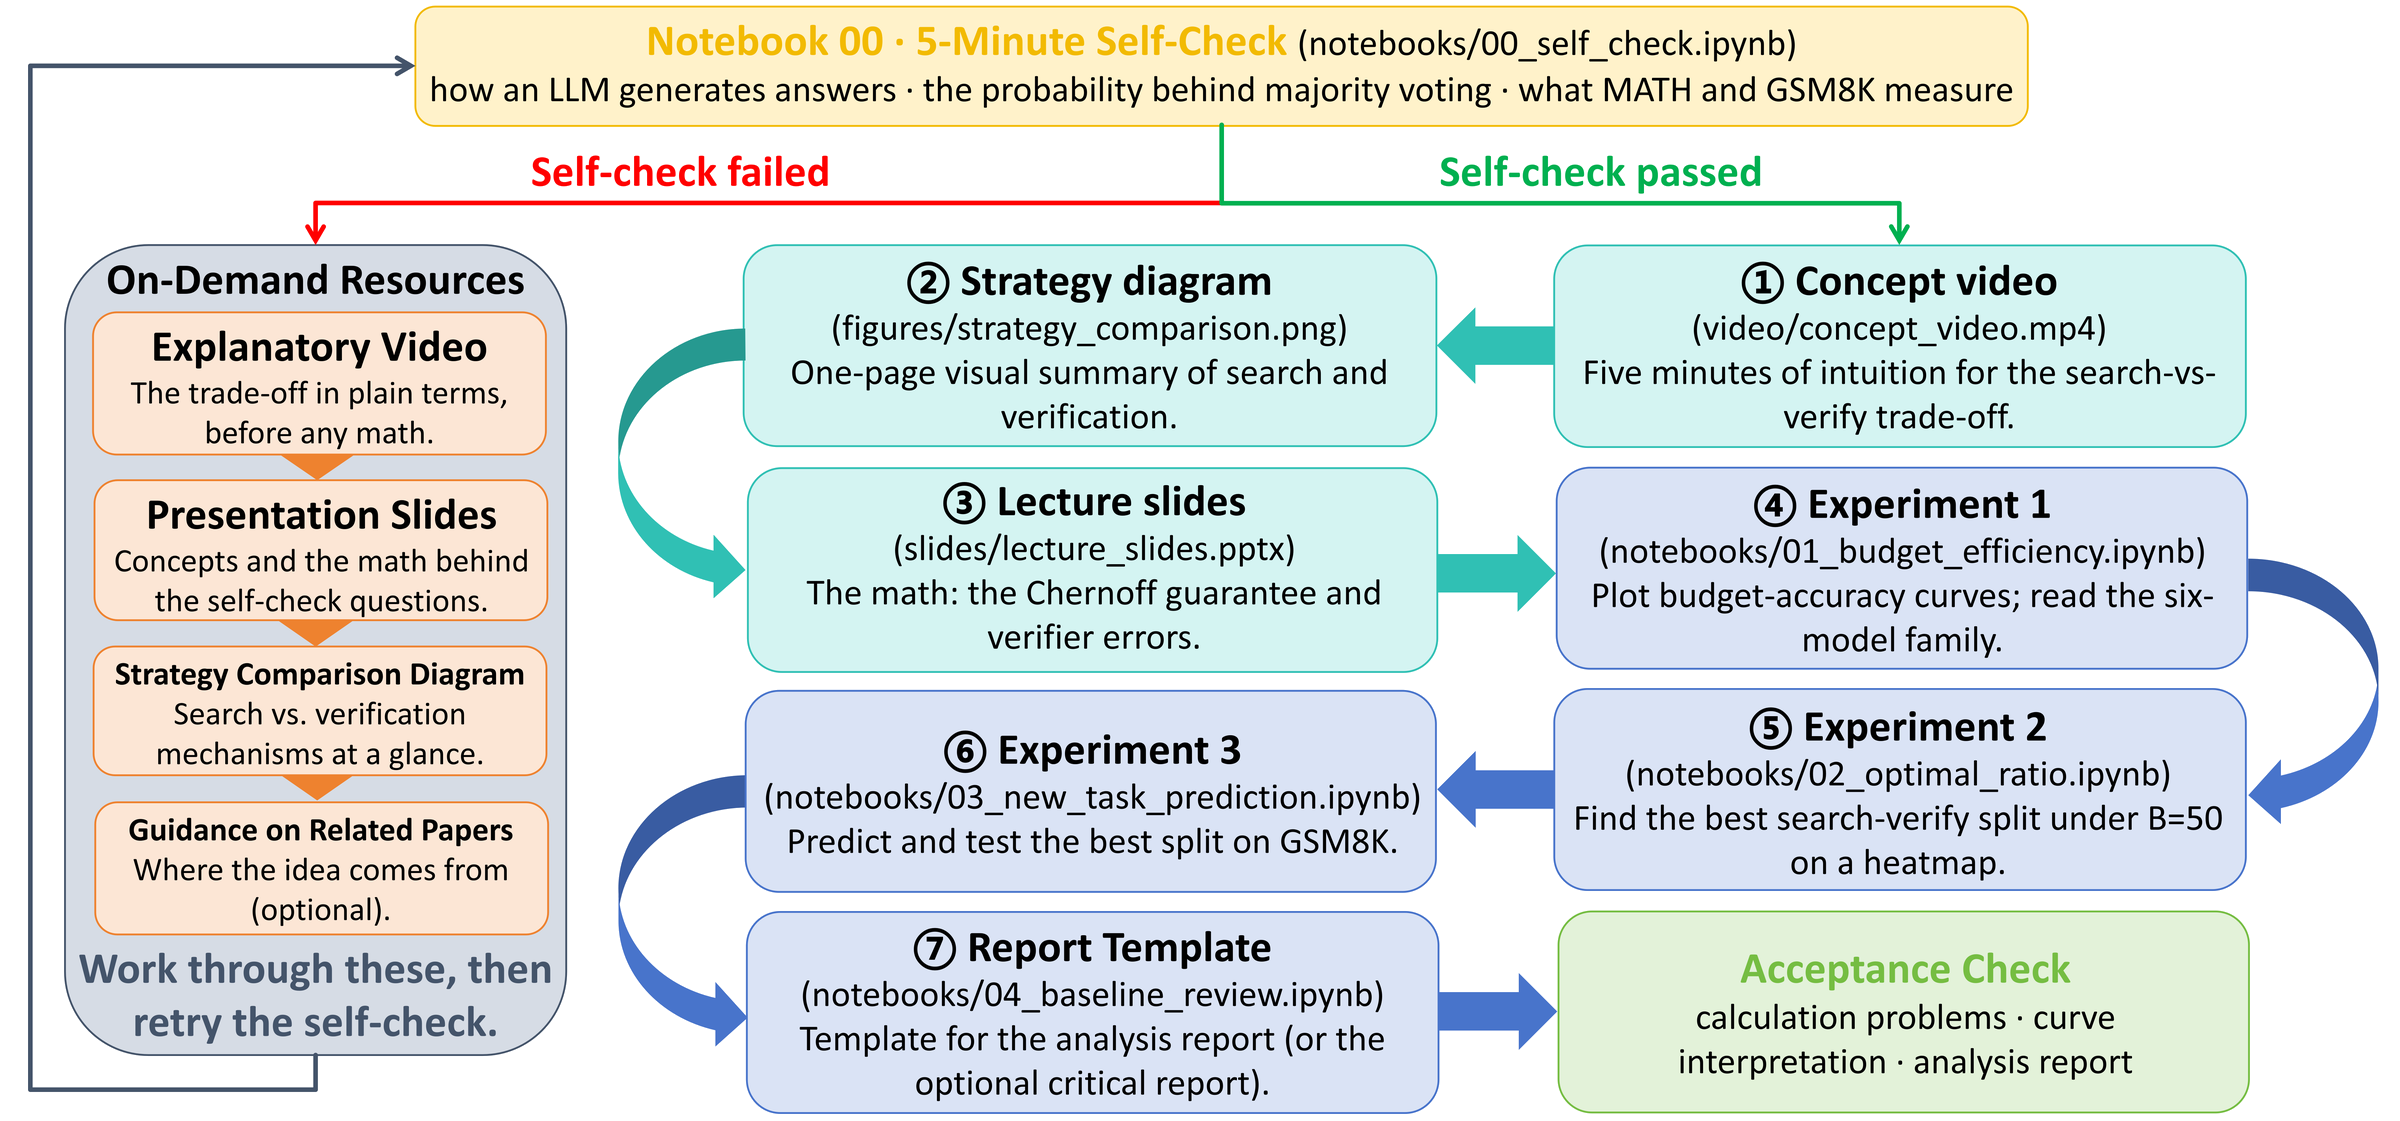 Notebook 00 · 5-Minute Self-Check (notebooks/00_self_check.ipynb)
how an LLM generates answers · the probability behind majority voting · what MATH and GSM8K measure
Self-check failed
Self-check passed
On-Demand Resources
Explanatory Video
The trade-off in plain terms,
before any math.
Presentation Slides
Concepts and the math behind
the self-check questions.
Strategy Comparison Diagram
Search vs. verification
mechanisms at a glance.
Guidance on Related Papers
Where the idea comes from
(optional).
Work through these, then
retry the self-check.
① Concept video
(video/concept_video.mp4)
Five minutes of intuition for the search-vs-
verify trade-off.
② Strategy diagram
(figures/strategy_comparison.png)
One-page visual summary of search and
verification.
③ Lecture slides
(slides/lecture_slides.pptx)
The math: the Chernoff guarantee and
verifier errors.
④ Experiment 1
(notebooks/01_budget_efficiency.ipynb)
Plot budget-accuracy curves; read the six-
model family.
⑤ Experiment 2
(notebooks/02_optimal_ratio.ipynb)
Find the best search-verify split under B=50
on a heatmap.
⑥ Experiment 3
(notebooks/03_new_task_prediction.ipynb)
Predict and test the best split on GSM8K.
⑦ Report Template
(notebooks/04_baseline_review.ipynb)
Template for the analysis report (or the
optional critical report).
Acceptance Check
calculation problems · curve
interpretation · analysis report